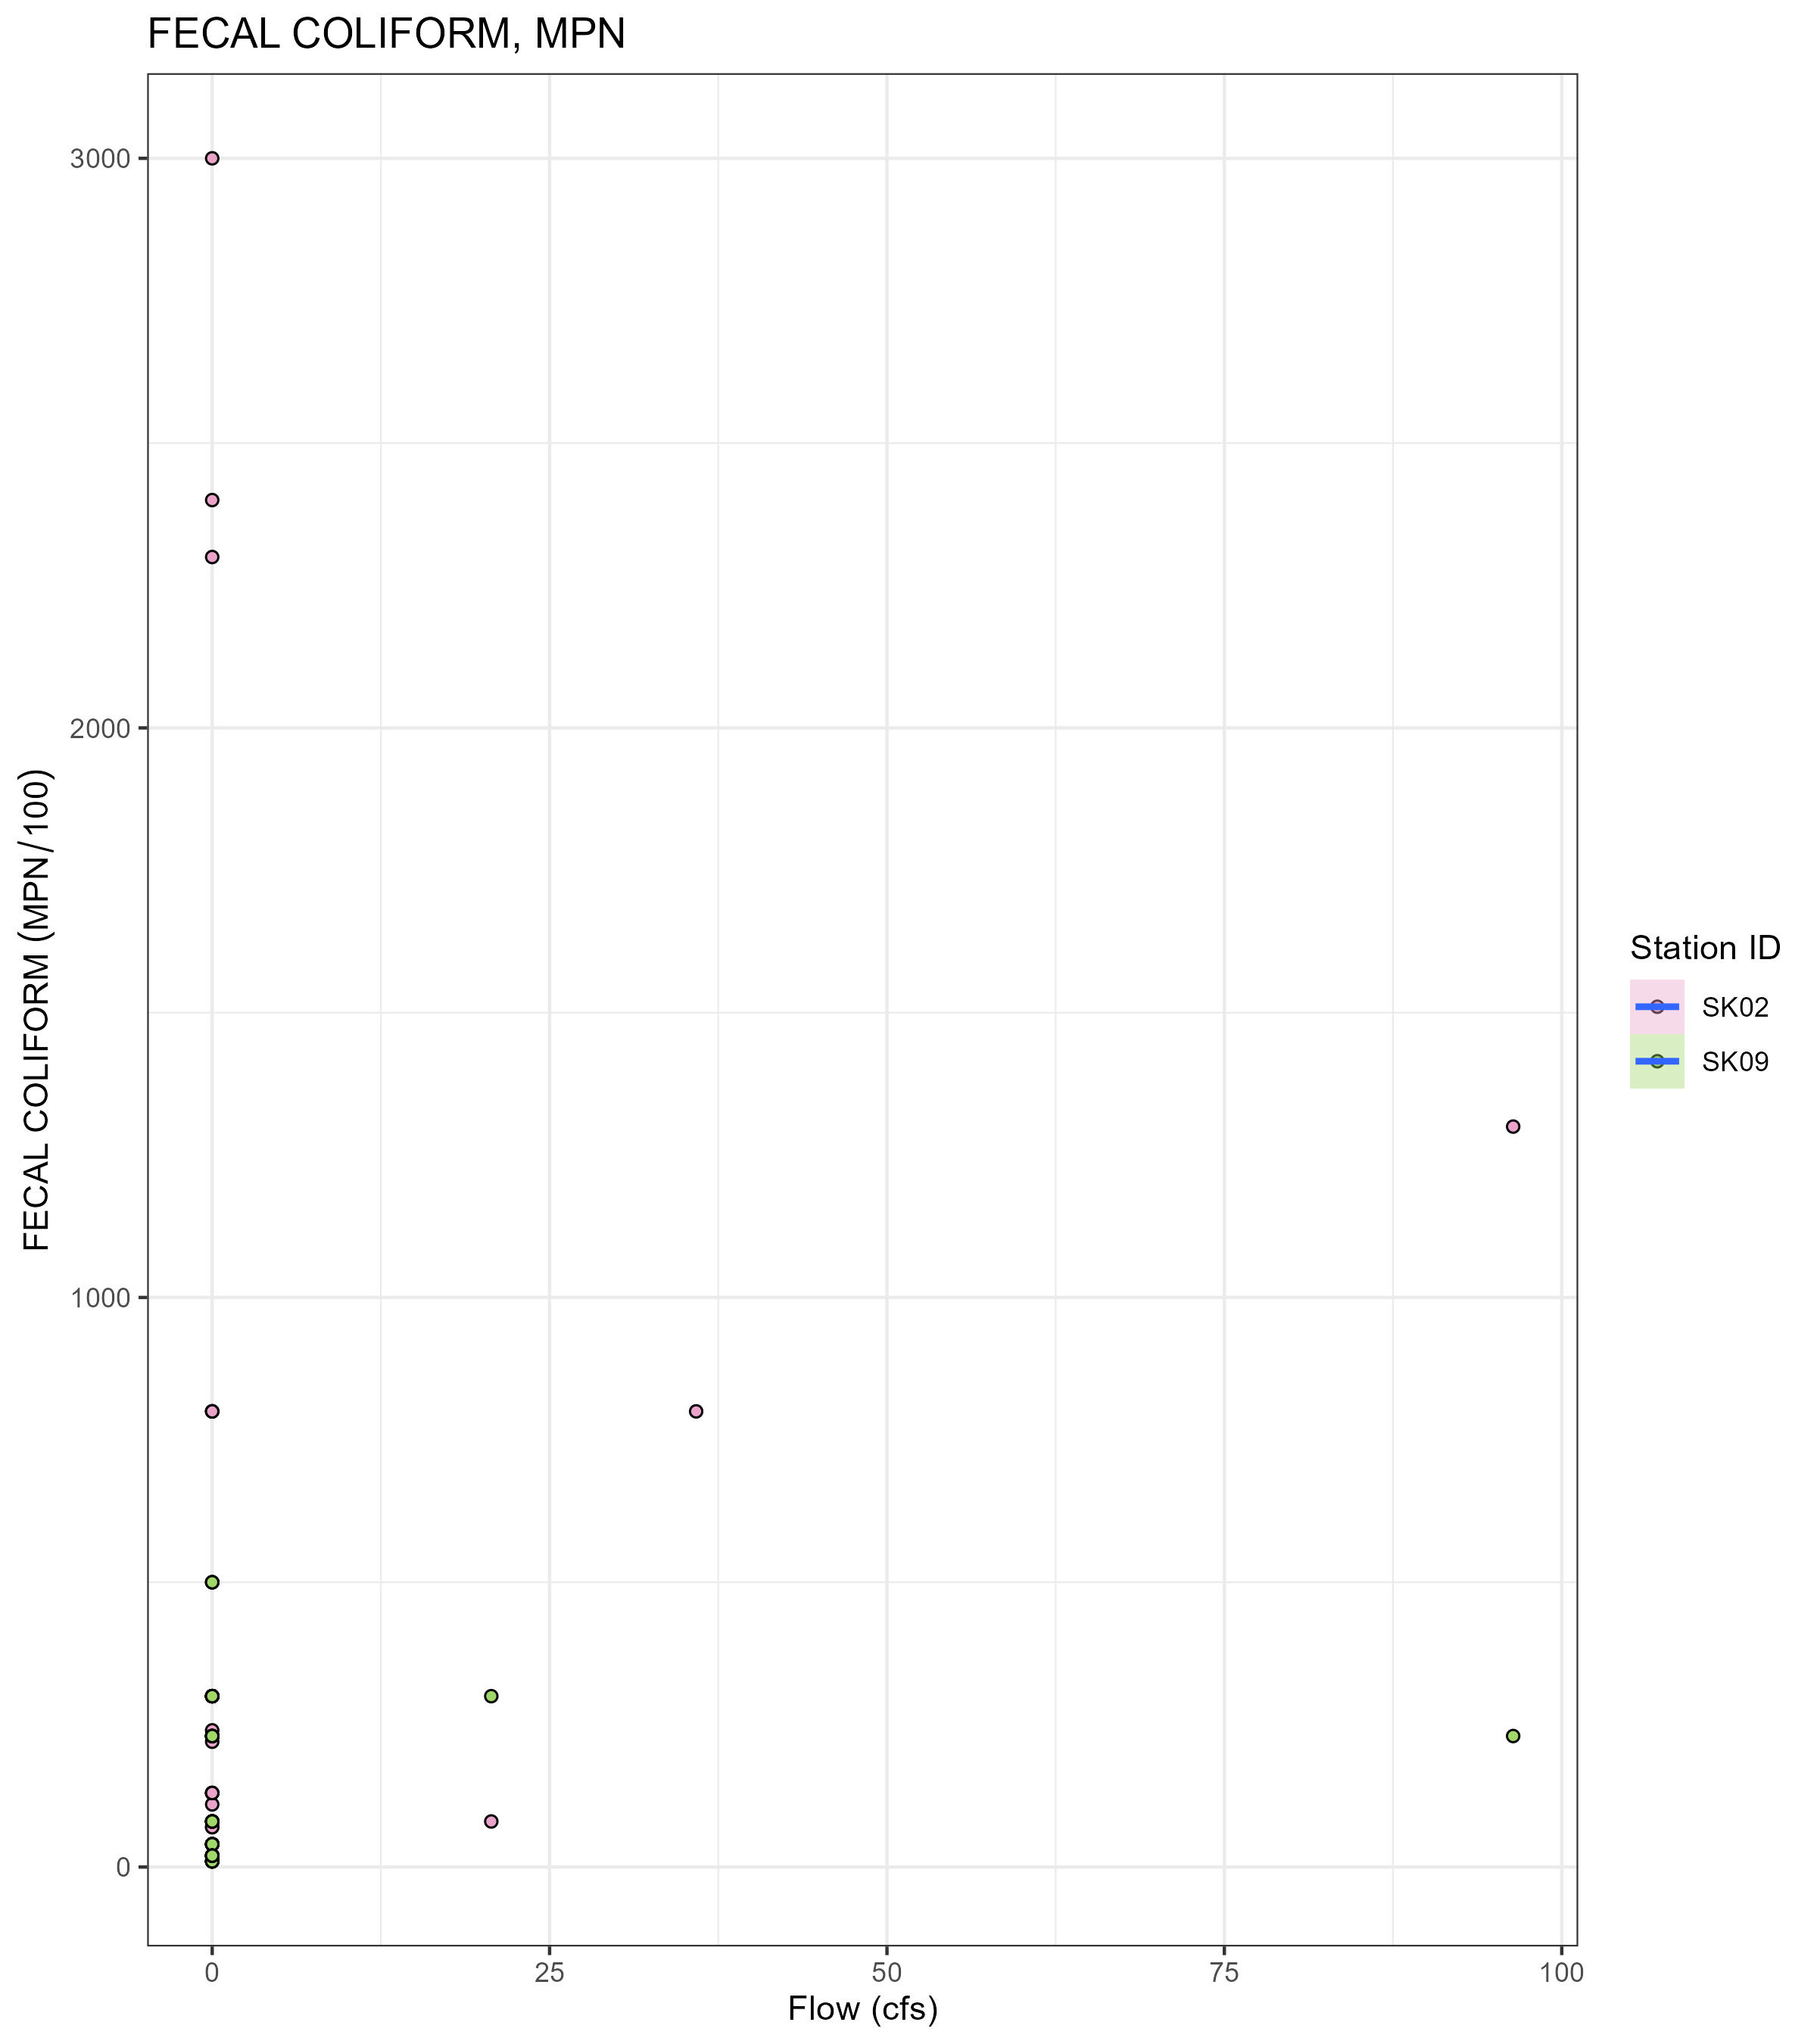 FECAL COLIFORM, MPN
FECAL COLIFORM (MPN/100)
3000
2000
1000
0
0 25 50 75 100
Flow (cfs)
Station ID
SK02
SK09